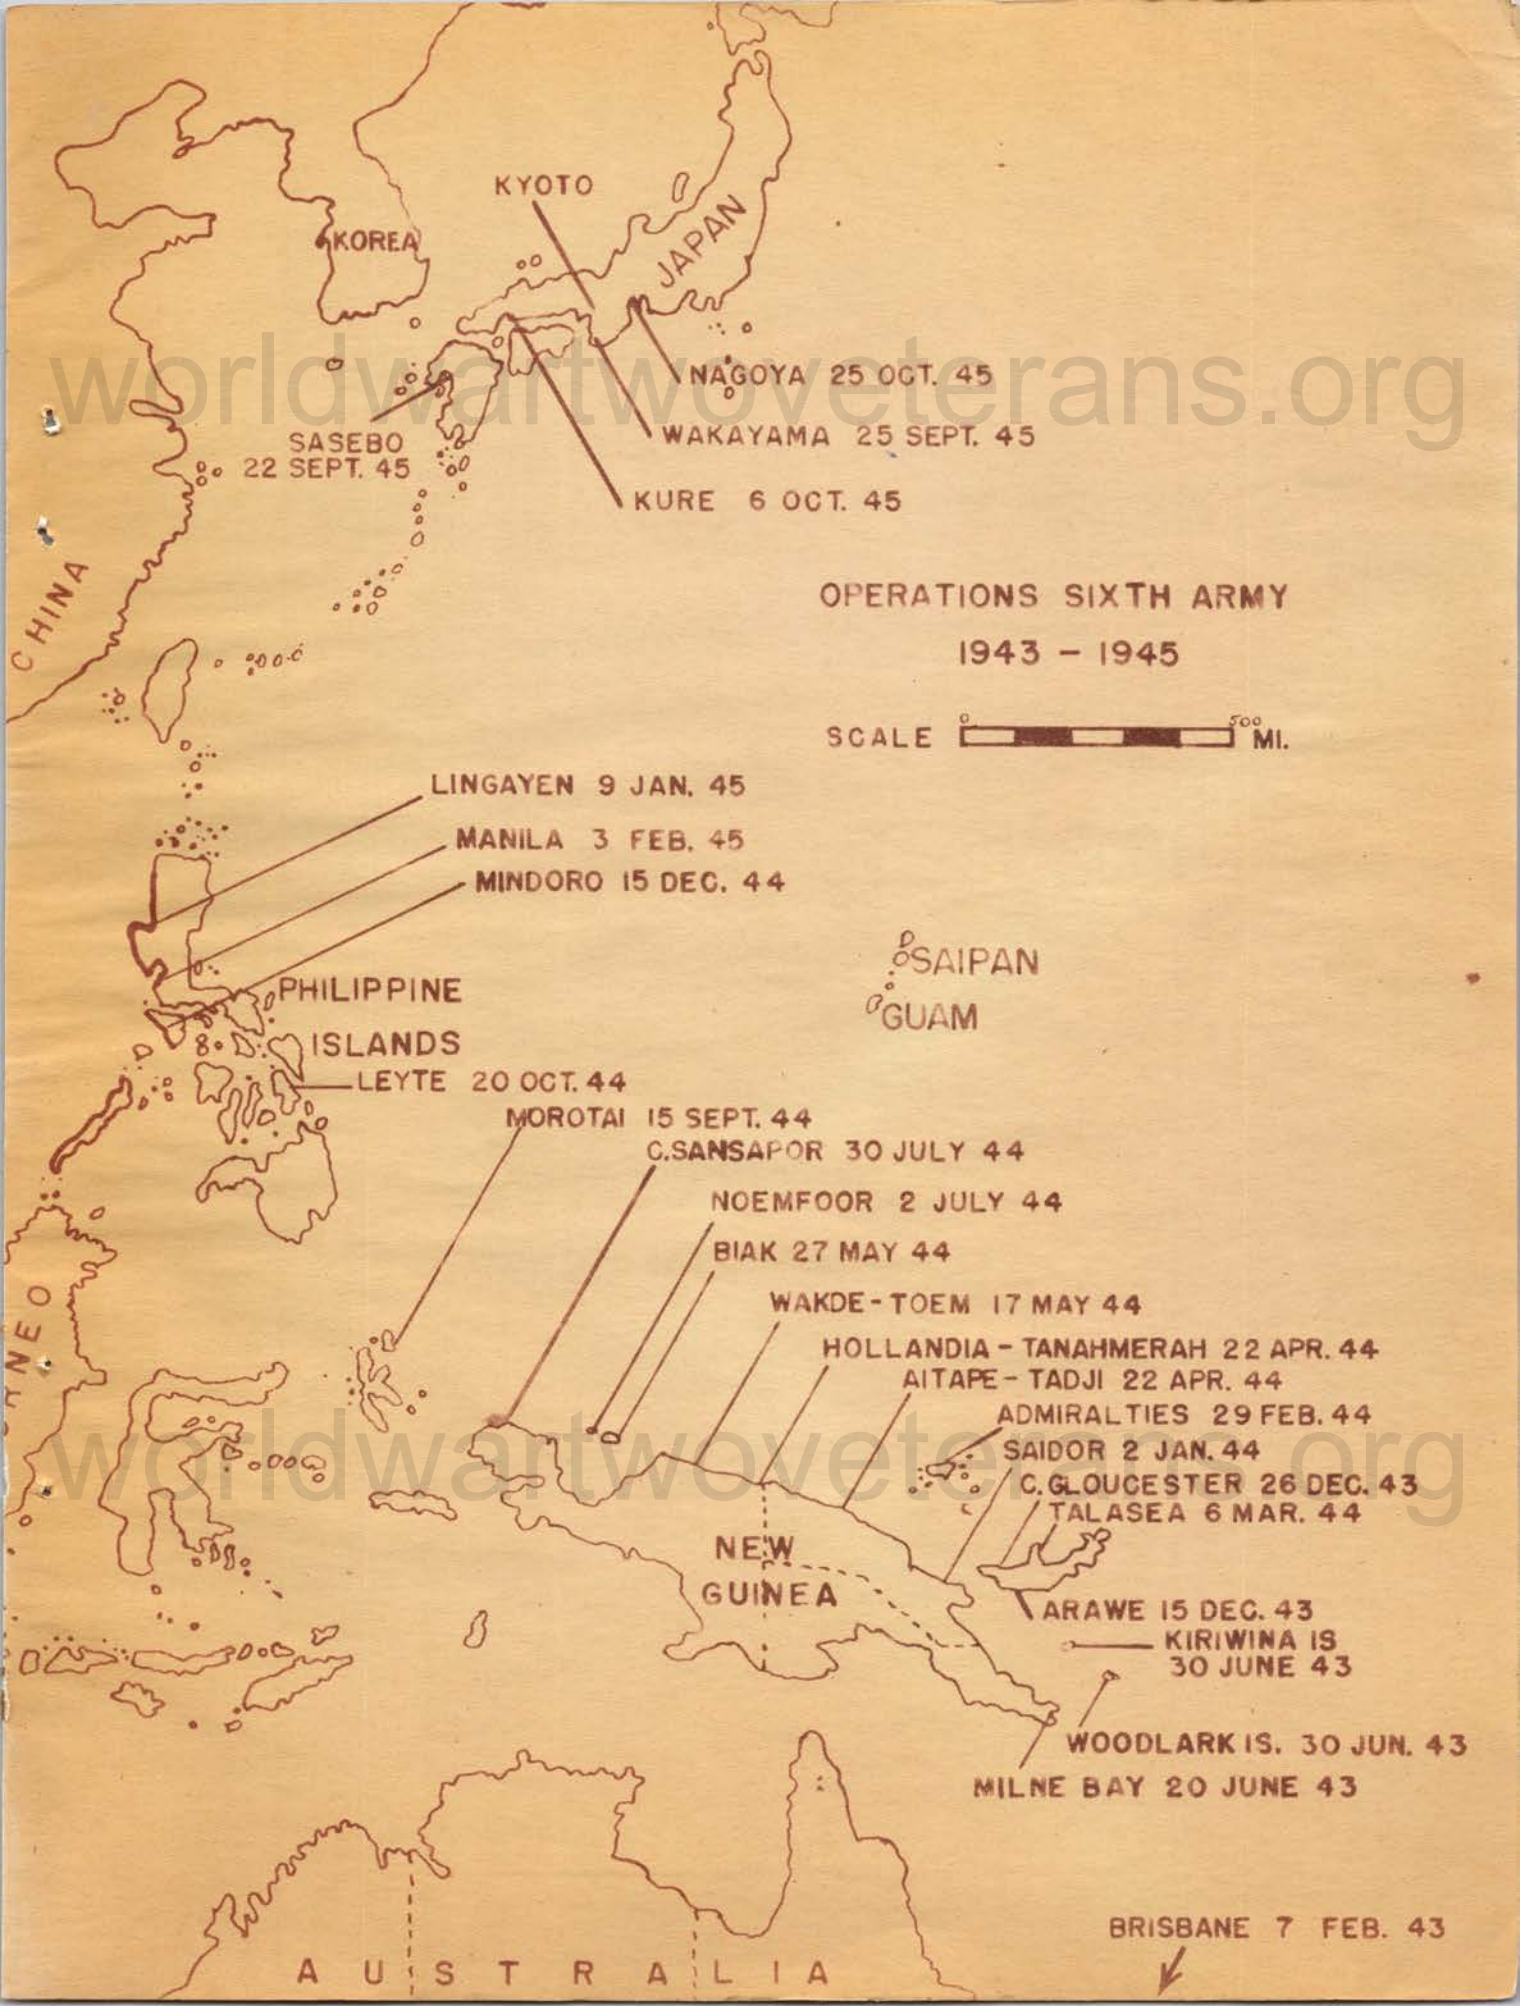 KYOTO
KOREA
JAPAN
worldwartwoveterans.org
NAGOYA 25 OCT. 45
SASEBO
22 SEPT. 45
WAKAYAMA 25 SEPT. 45
KURE 6 OCT. 45
CHINA
OPERATIONS SIXTH ARMY
1943 - 1945
SCALE 0 500 MI.
LINGAYEN 9 JAN. 45
MANILA 3 FEB. 45
MINDORO 15 DEC. 44
SAIPAN
GUAM
PHILIPPINE
ISLANDS
LEYTE 20 OCT. 44
MOROTAI 15 SEPT. 44
C. SANSAPOR 30 JULY 44
NOEMFOOR 2 JULY 44
BIAK 27 MAY 44
WAKDE - TOEM 17 MAY 44
HOLLANDIA - TANAHMERAH 22 APR. 44
AITAPE - TADJI 22 APR. 44
ADMIRALTIES 29 FEB. 44
SAIDOR 2 JAN. 44
worldwartwoveterans.org
C. GLOUCESTER 26 DEC. 43
TALASEA 6 MAR. 44
NEW
GUINEA
ARAWE 15 DEC. 43
KIRIWINA IS
30 JUNE 43
WOODLARK IS. 30 JUN. 43
MILNE BAY 20 JUNE 43
BRISBANE 7 FEB. 43
AUSTRALIA